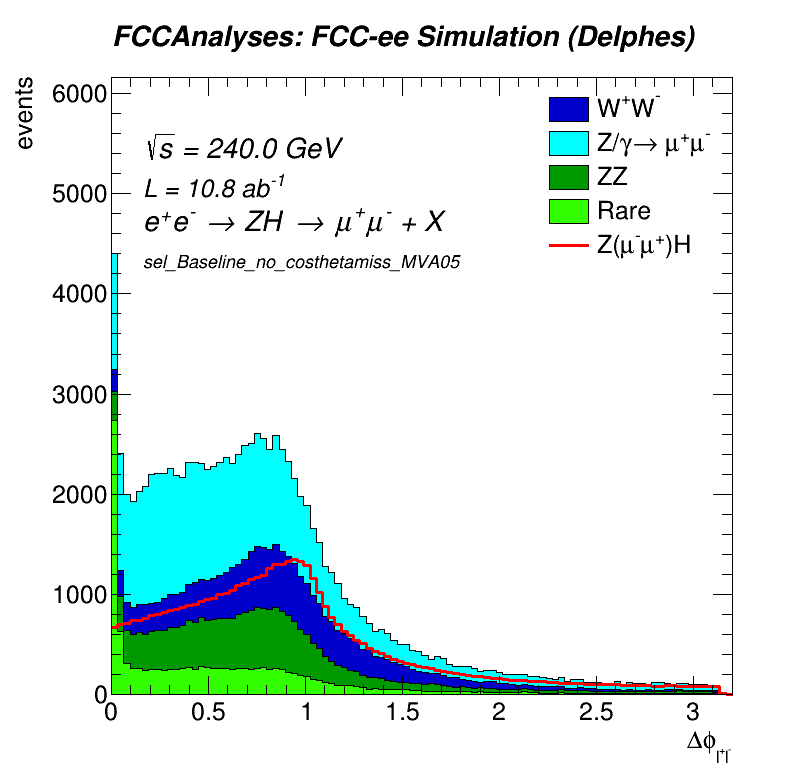 FCCAnalyses: FCC-ee Simulation (Delphes)
events
6000
5000
4000
3000
2000
1000
0
√s = 240.0 GeV
L = 10.8 ab⁻¹
e⁺e⁻ → ZH → μ⁺μ⁻ + X
sel_Baseline_no_costhetamiss_MVA05
W⁺W⁻
Z/γ→ μ⁺μ⁻
ZZ
Rare
Z(μ⁻μ⁺)H
0 0.5 1 1.5 2 2.5 3
Δϕ_l⁺l⁻